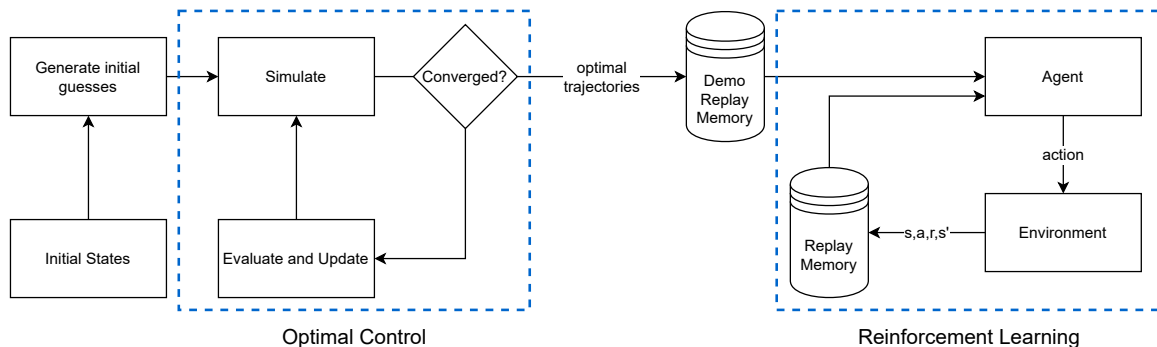 Generate initial
guesses
Simulate
Converged?
optimal
trajectories
Demo
Replay
Memory
Agent
action
Initial States
Evaluate and Update
Replay
Memory
s,a,r,s'
Environment
Optimal Control
Reinforcement Learning